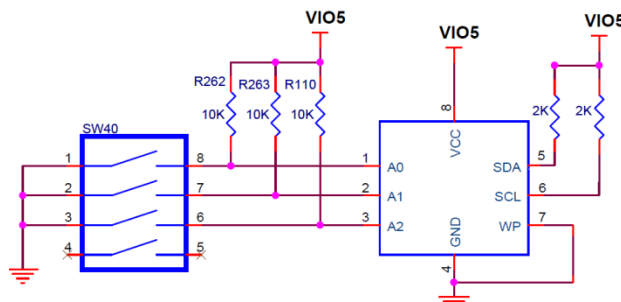 VIO5
VIO5
VIO5
R262
R263
R110
10K
10K
10K
2K
2K
SW40
8
VCC
1
8
1
A0
SDA
5
2
7
2
A1
SCL
6
3
6
3
A2
WP
7
GND
4
5
4